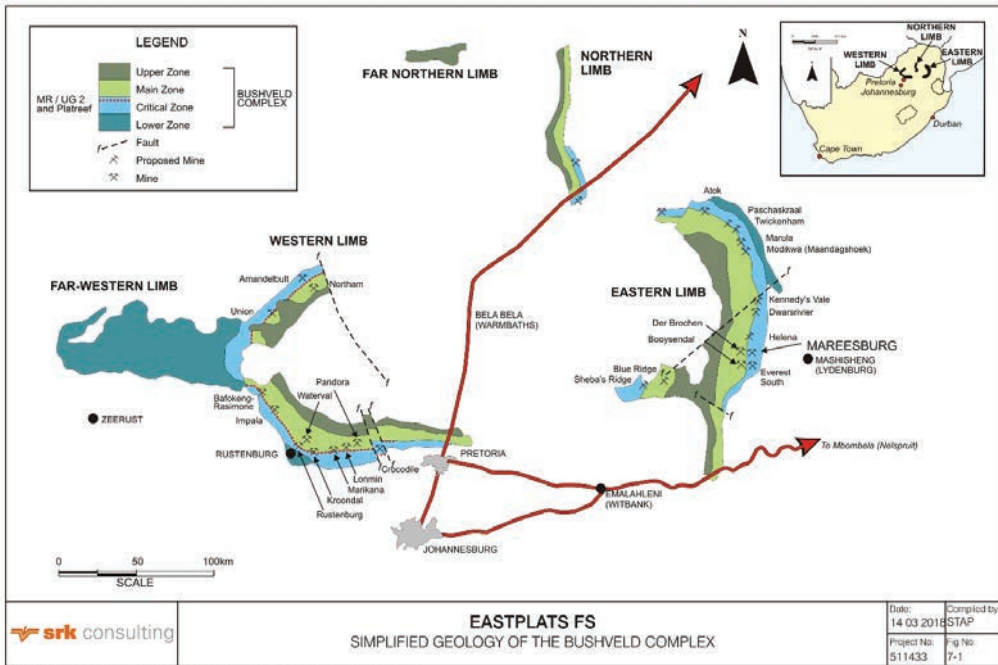 LEGEND
Upper Zone
Main Zone
Critical Zone
Lower Zone
MR / UG 2
and Platreef
BUSHVELD
COMPLEX
Fault
Proposed Mine
Mine
FAR NORTHERN LIMB
NORTHERN
LIMB
N
NORTHERN
LIMB
WESTERN
LIMB
EASTERN
LIMB
Pretoria
Johannesburg
Durban
Cape Town
WESTERN LIMB
Amandelbult
Northam
Union
FAR-WESTERN LIMB
ZEERUST
Bafokeng-
Rasimone
Impala
Pandora
Waterval
RUSTENBURG
Crocodile
Lonmin
Marikana
Kroondal
Rustenburg
BELA BELA
(WARMBATHS)
PRETORIA
JOHANNESBURG
EMALAHLENI
(WITBANK)
To Mbombela (Nelspruit)
EASTERN LIMB
Atok
Paschaskraal
Twickenham
Marula
Modikwa (Maandagshoek)
Kennedy's Vale
Dwarsrivier
Der Brochen
Booysendal
Helena
MAREESBURG
MASHISHENG
(LYDENBURG)
Everest
South
Blue Ridge
Sheba's Ridge
0 50 100km
SCALE
srk consulting
EASTPLATS FS
SIMPLIFIED GEOLOGY OF THE BUSHVELD COMPLEX
Date:
14 03 2018
Compiled by
STAP
Project No:
511433
Fig No:
7-1